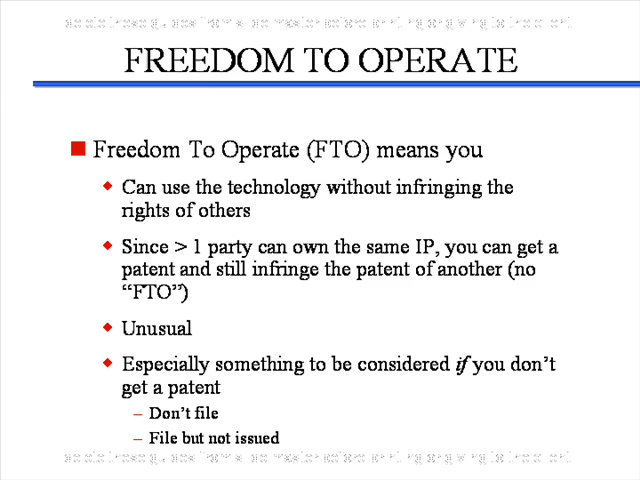 FREEDOM TO OPERATE
Freedom To Operate (FTO) means you
Can use the technology without infringing the
rights of others
Since > 1 party can own the same IP, you can get a
patent and still infringe the patent of another (no
“FTO”)
Unusual
Especially something to be considered if you don’t
get a patent
– Don’t file
– File but not issued